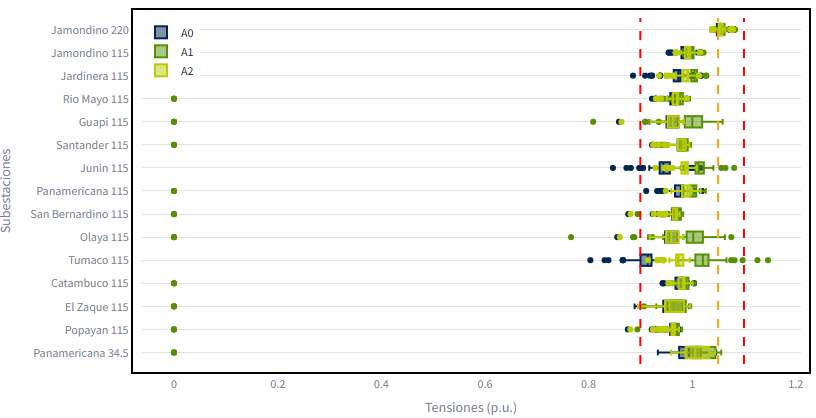 Jamondino 220
Jamondino 115
Jardinera 115
Rio Mayo 115
Guapi 115
Santander 115
Junin 115
Panamericana 115
San Bernardino 115
Olaya 115
Tumaco 115
Catambuco 115
El Zaque 115
Popayan 115
Panamericana 34.5
Subestaciones
A0
A1
A2
0 0.2 0.4 0.6 0.8 1 1.2
Tensiones (p.u.)